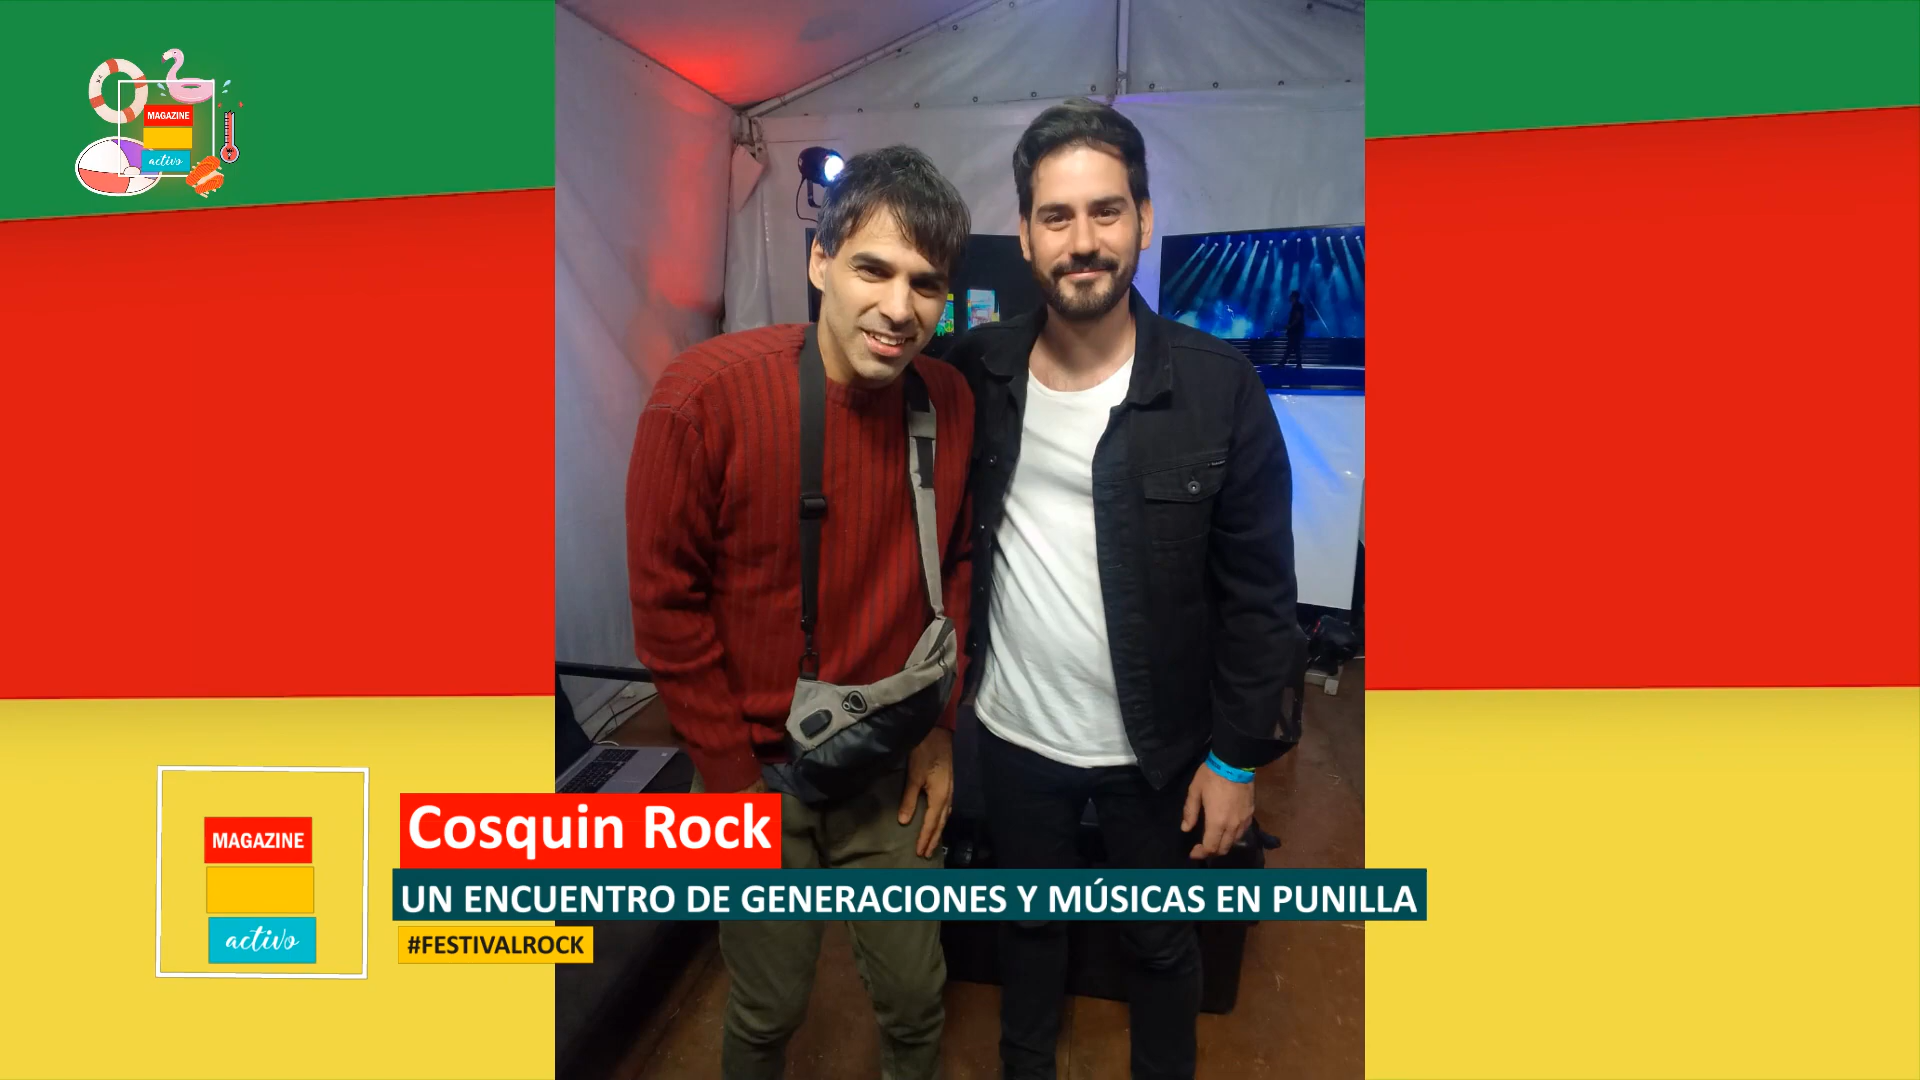 MAGAZINE
activo
MAGAZINE
activo
Cosquin Rock
UN ENCUENTRO DE GENERACIONES Y MÚSICAS EN PUNILLA
#FESTIVALROCK